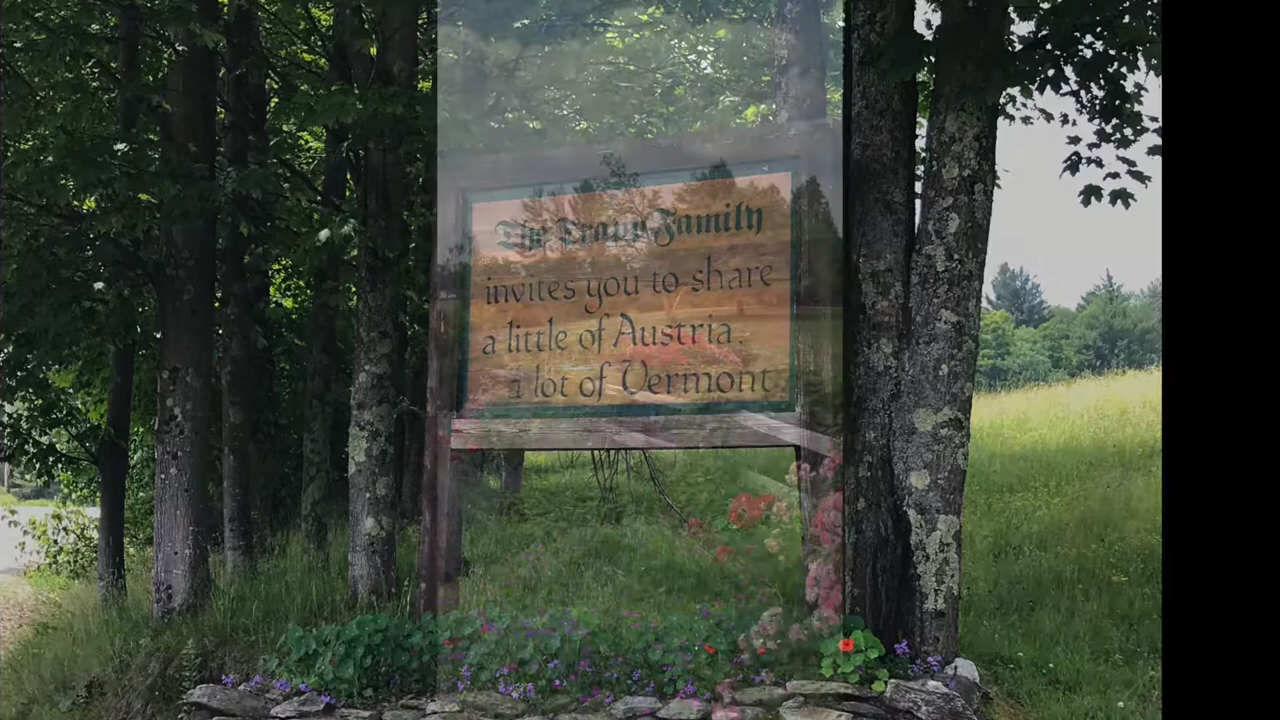 The Trapp Family
invites you to share
a little of Austria.
a lot of Vermont